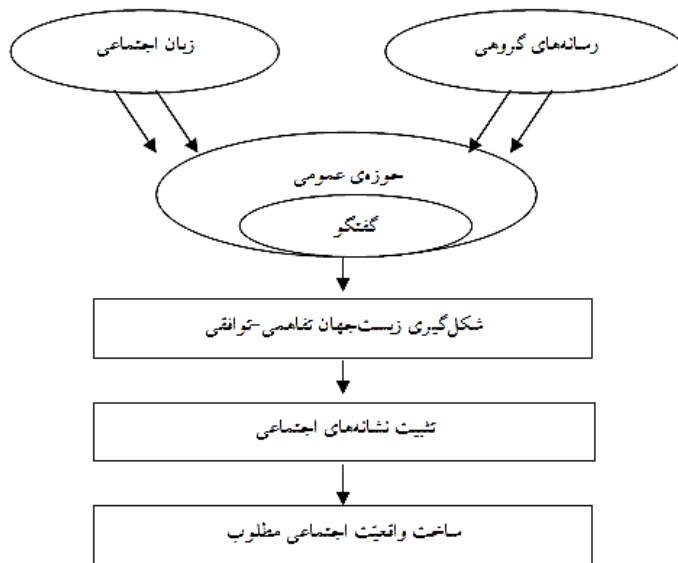 رسانه‌های گروهی
زبان اجتماعی
حوزه‌ی عمومی
گفتگو
شکل‌گیری زیست‌جهان تفاهمی-توافقی
تثبیت نشانه‌های اجتماعی
ساخت واقعیّت اجتماعی مطلوب